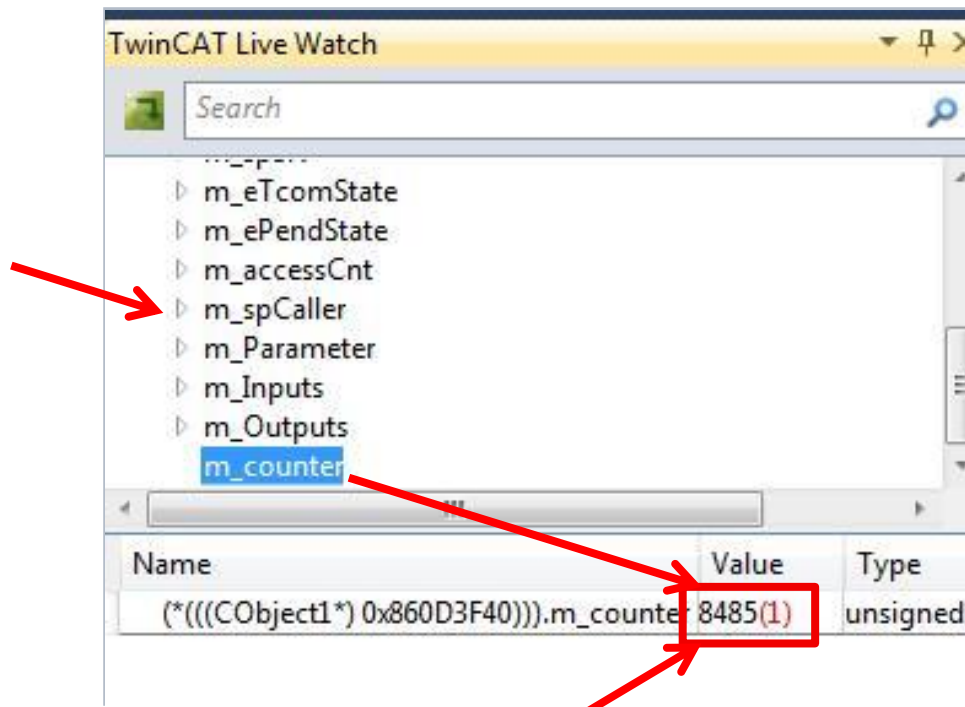 TwinCAT Live Watch
Search
m_eTcomState
m_ePendState
m_accessCnt
m_spCaller
m_Parameter
m_Inputs
m_Outputs
m_counter
Name Value Type
(*(((CObject1*) 0x860D3F40))).m_counter 8485(1) unsigned